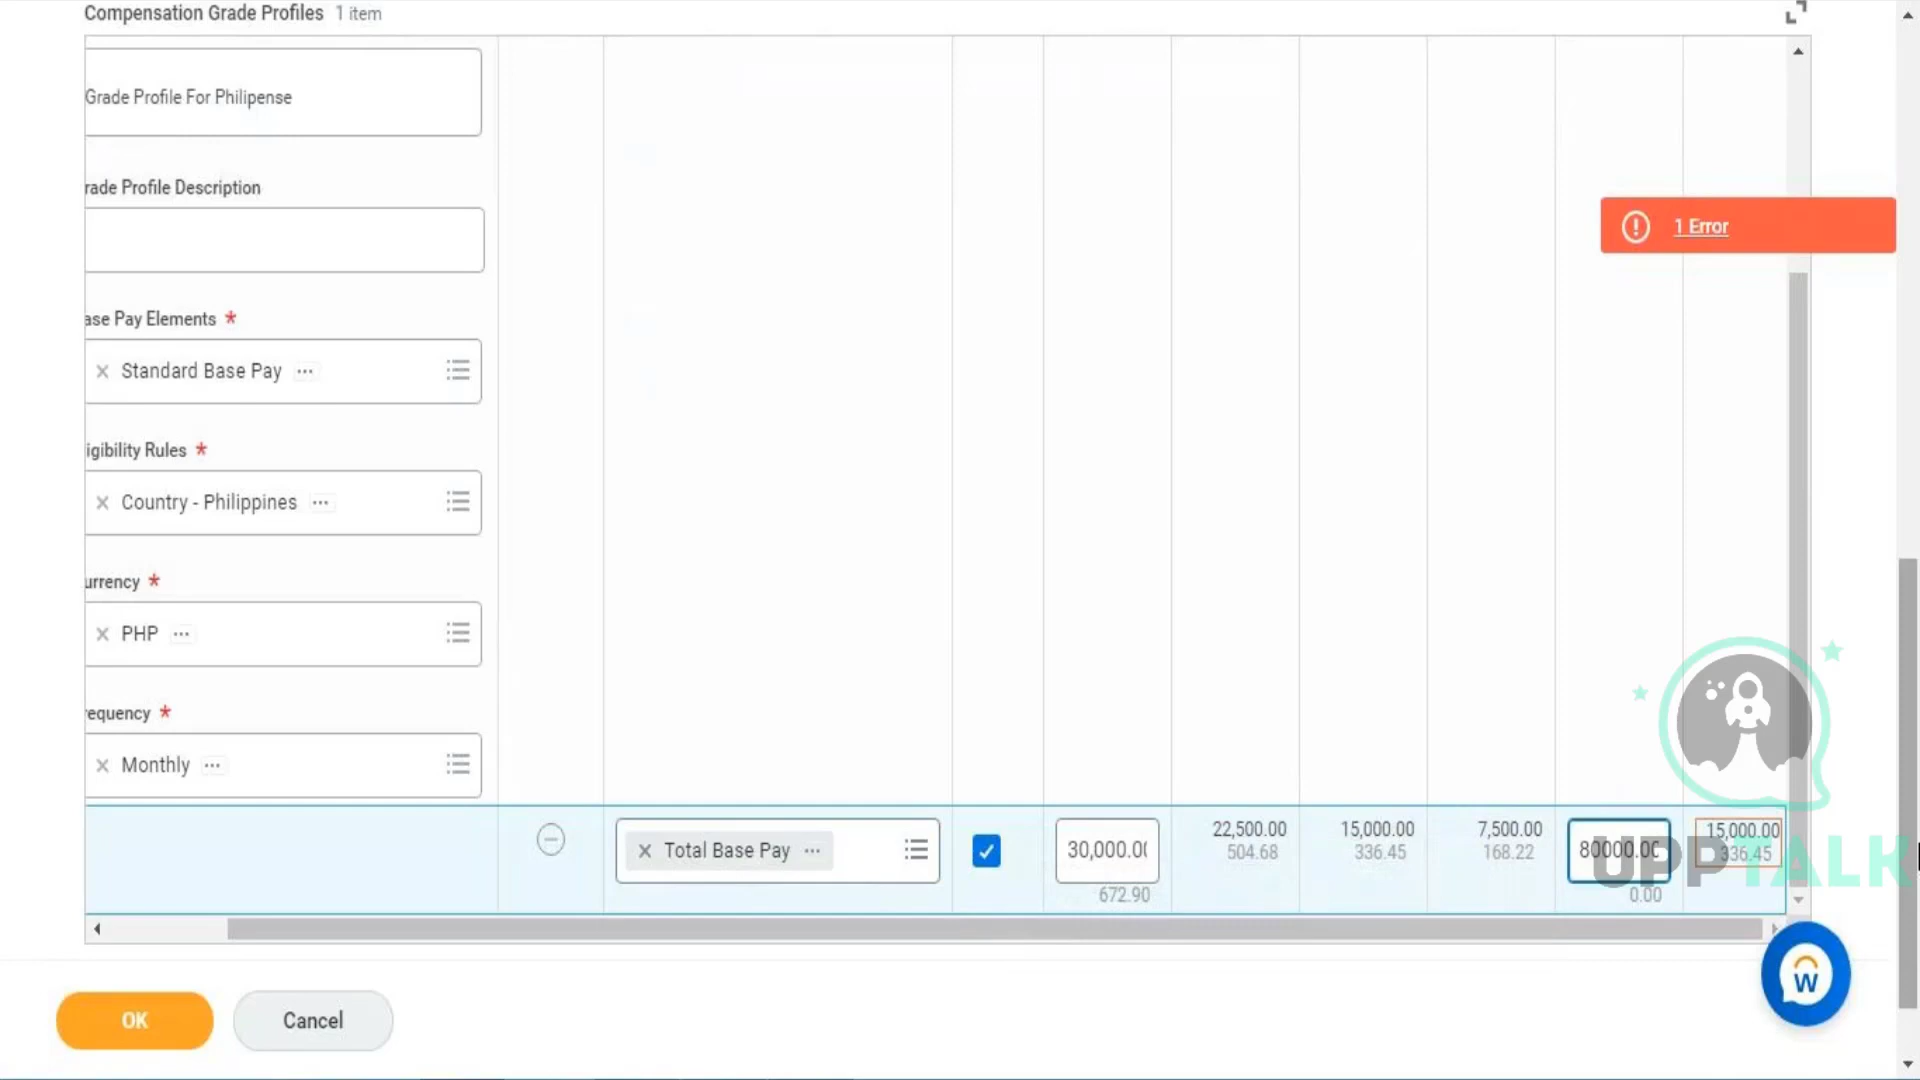 Compensation Grade Profiles 1 item
Grade Profile For Philipense
rade Profile Description
1 Error
ase Pay Elements *
Standard Base Pay
igibility Rules *
Country - Philippines
urrency *
PHP
requency *
Monthly
Total Base Pay
30,000.0(
672.90
22,500.00
504.68
15,000.00
336.45
7,500.00
168.22
80000.0C
0.00
15,000.00
336.45
UPPTALK
W
OK
Cancel